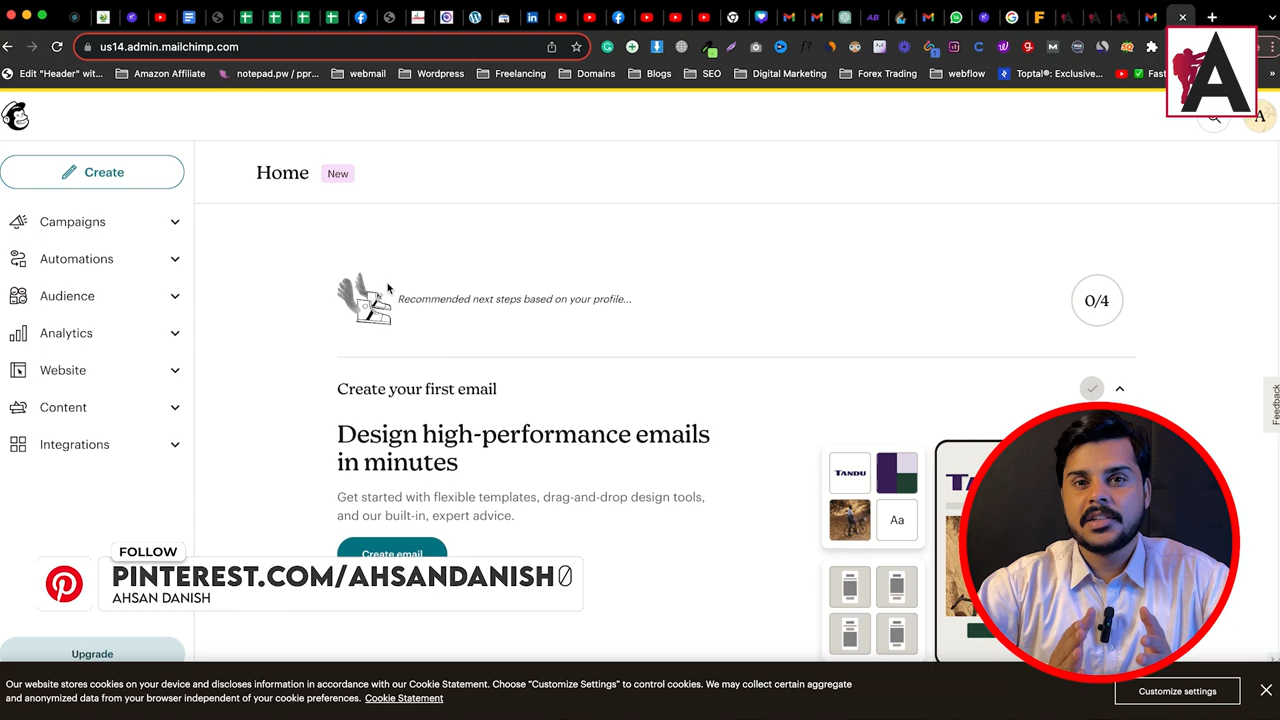 us14.admin.mailchimp.com
Edit "Header" wit...
Amazon Affiliate
notepad.pw / ppr...
webmail
Wordpress
Freelancing
Domains
Blogs
SEO
Digital Marketing
Forex Trading
webflow
Toptal®: Exclusive...
Fast
»
A
A
Create
Home
New
Campaigns
Automations
Audience
Analytics
Website
Content
Integrations
Recommended next steps based on your profile...
0/4
Create your first email
Design high-performance emails
in minutes
Get started with flexible templates, drag-and-drop design tools,
and our built-in, expert advice.
Create email
TANDU
Aa
Feedback
FOLLOW
PINTEREST.COM/AHSANDANISH0
AHSAN DANISH
Upgrade
Our website stores cookies on your device and discloses information in accordance with our Cookie Statement. Choose "Customize Settings" to control cookies. We may collect certain aggregate
and anonymized data from your browser independent of your cookie preferences. Cookie Statement
Customize settings